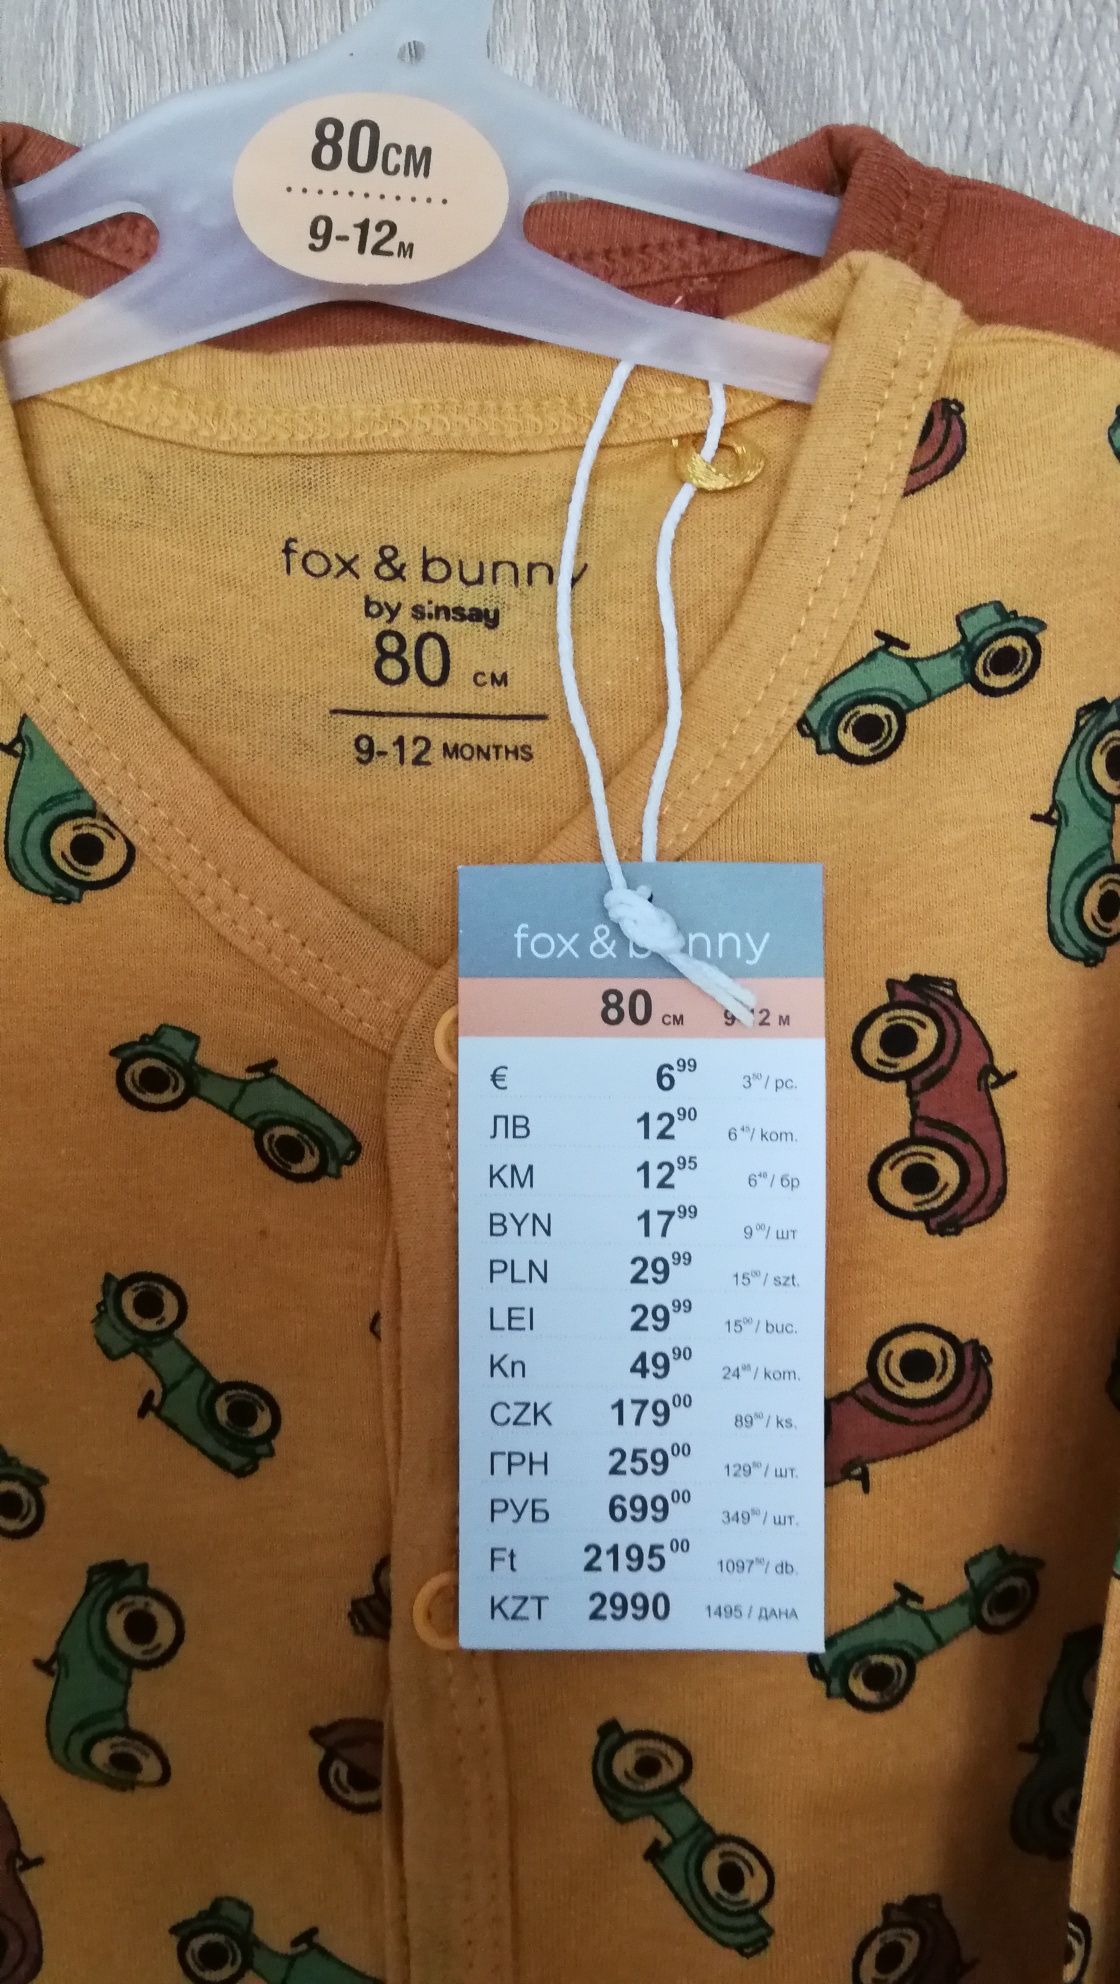 80CM
9-12M
fox & bunny
by sinsay
80 CM
9-12 MONTHS
fox & bunny
80 CM 9-12 M
€ 6⁹⁹ 3⁵⁰/ pc.
ЛВ 12⁹⁰ 6⁴⁵/ kom.
KM 12⁹⁵ 6⁴⁸/ бр
BYN 17⁹⁹ 9⁰⁰/ шт
PLN 29⁹⁹ 15⁰⁰/ szt.
LEI 29⁹⁹ 15⁰⁰/ buc.
Kn 49⁹⁰ 24⁹⁵/ kom.
CZK 179⁰⁰ 89⁵⁰/ ks.
ГРН 259⁰⁰ 129⁵⁰/ шт.
РУБ 699⁰⁰ 349⁵⁰/ шт.
Ft 2195⁰⁰ 1097⁵⁰/ db.
KZT 2990 1495 / ДАНА